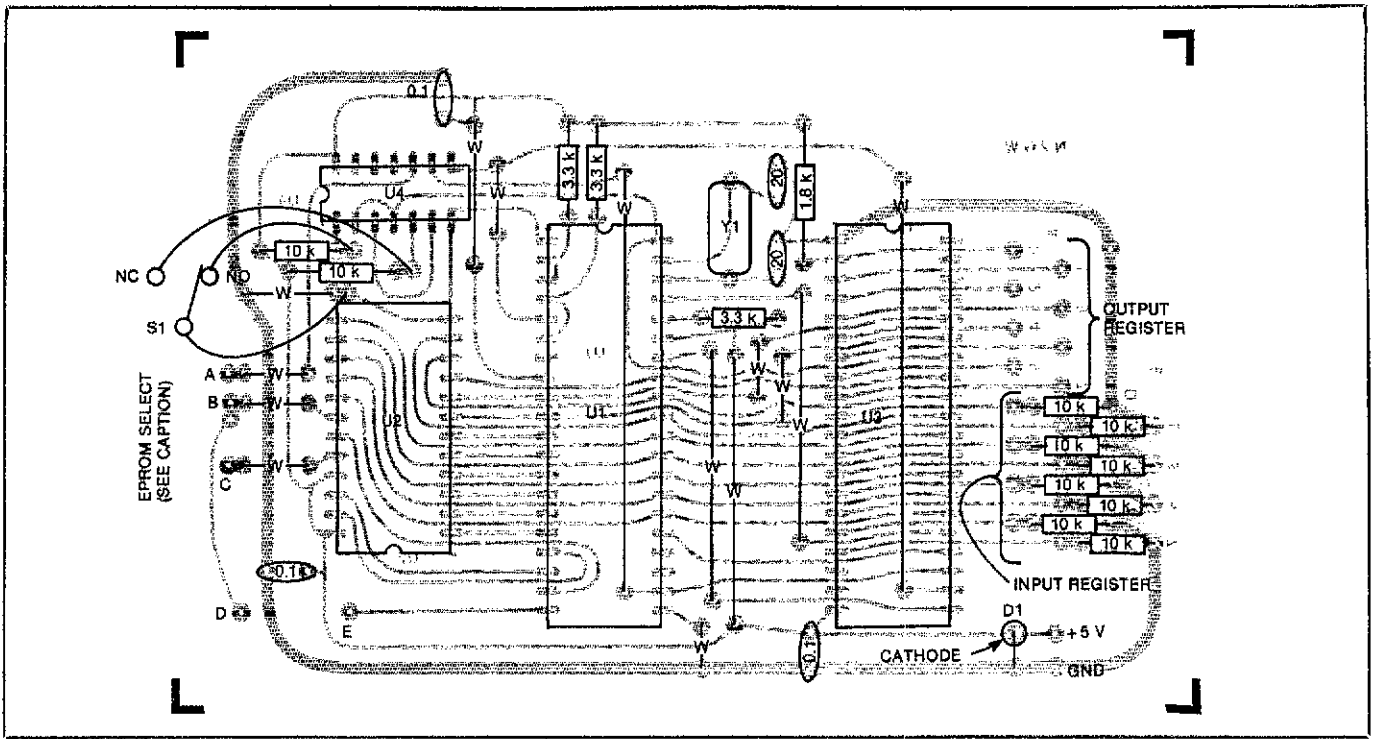 0.1
W
W
3.3 k
3.3 k
W
20
1.8 k
W
U4
Y1
20
10 k
10 k
NC
NO
W
S1
3.3 k
OUTPUT
REGISTER
A
W
B
W
C
W
EPROM SELECT
(SEE CAPTION)
U2
U1
W
W
W
W
W
U3
10 k
10 k
10 k
10 k
10 k
10 k
10 k
10 k
INPUT REGISTER
0.1
D
E
W
0.1
D1
+5 V
CATHODE
GND